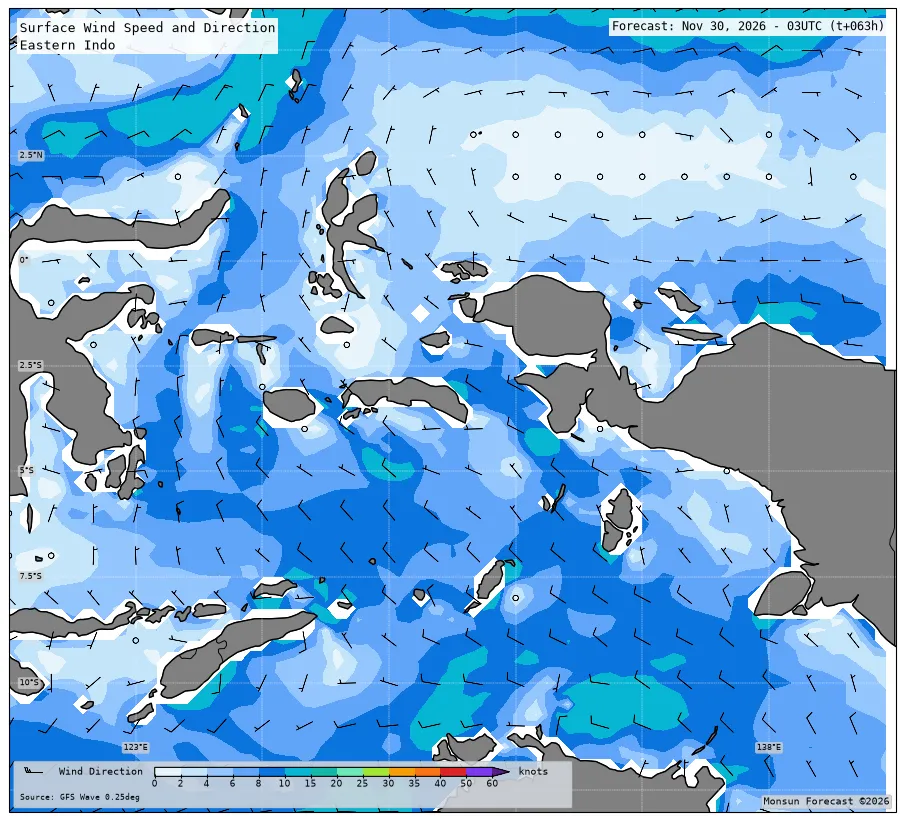 Surface Wind Speed and Direction
Eastern Indo
Forecast: Nov 30, 2026 - 03UTC (t+063h)
2.5°N
0°
2.5°S
5°S
7.5°S
10°S
123°E
138°E
Wind Direction
knots
0 2 4 6 8 10 15 20 25 30 35 40 50 60
Source: GFS Wave 0.25deg
Monsun Forecast ©2026